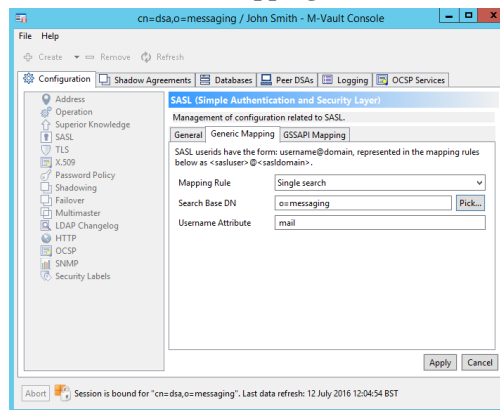 cn=dsa,o=messaging / John Smith - M-Vault Console
File Help
Create Remove Refresh
Configuration Shadow Agreements Databases Peer DSAs Logging OCSP Services
Address
Operation
Superior Knowledge
SASL
TLS
X.509
Password Policy
Shadowing
Failover
Multimaster
LDAP Changelog
HTTP
OCSP
SNMP
Security Labels
SASL (Simple Authentication and Security Layer)
Management of configuration related to SASL.
General Generic Mapping GSSAPI Mapping
SASL userids have the form: username@domain, represented in the mapping rules
below as <sasluser>@<sasldomain>.
Mapping Rule Single search
Search Base DN o=messaging Pick...
Username Attribute mail
Apply Cancel
Abort Session is bound for "cn=dsa,o=messaging". Last data refresh: 12 July 2016 12:04:54 BST